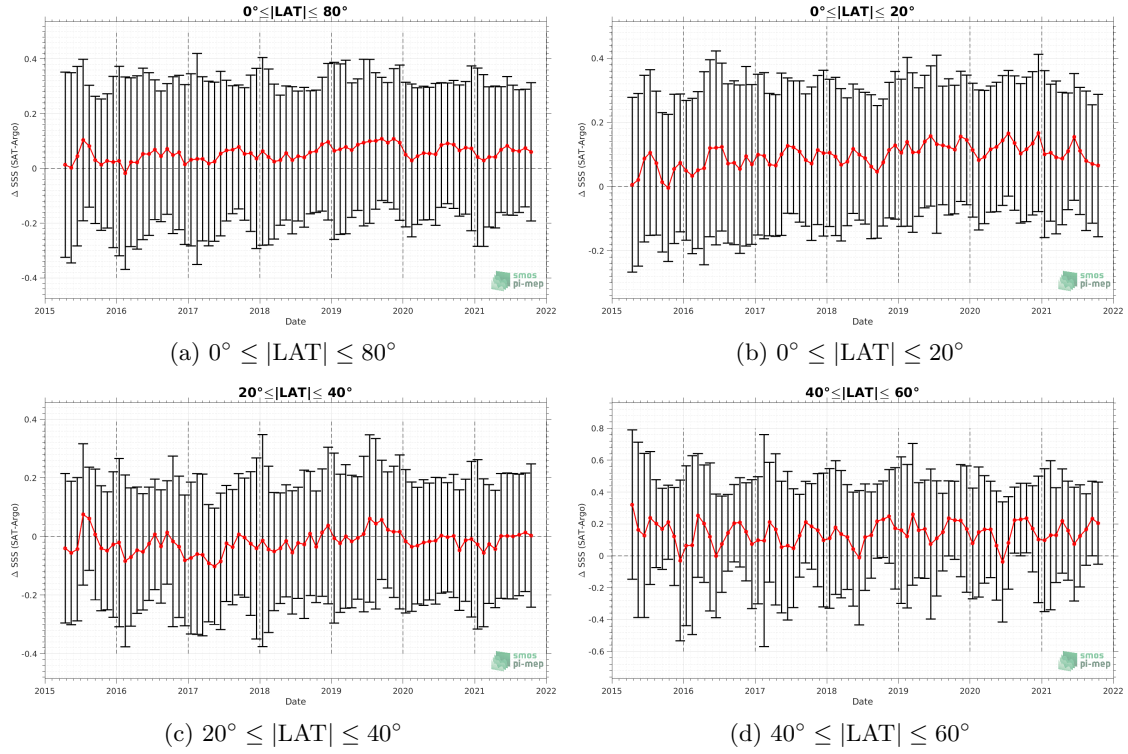 0°≤|LAT|≤ 80°
Δ SSS (SAT-Argo)
0.4
0.2
0
-0.2
-0.4
2015 2016 2017 2018 2019 2020 2021 2022
Date
smos
pi-mep
(a) 0° ≤ |LAT| ≤ 80°
0°≤|LAT|≤ 20°
Δ SSS (SAT-Argo)
0.4
0.2
0
-0.2
2015 2016 2017 2018 2019 2020 2021 2022
Date
smos
pi-mep
(b) 0° ≤ |LAT| ≤ 20°
20°≤|LAT|≤ 40°
Δ SSS (SAT-Argo)
0.4
0.2
0
-0.2
-0.4
2015 2016 2017 2018 2019 2020 2021 2022
Date
smos
pi-mep
(c) 20° ≤ |LAT| ≤ 40°
40°≤|LAT|≤ 60°
Δ SSS (SAT-Argo)
0.8
0.6
0.4
0.2
0
-0.2
-0.4
-0.6
2015 2016 2017 2018 2019 2020 2021 2022
Date
smos
pi-mep
(d) 40° ≤ |LAT| ≤ 60°